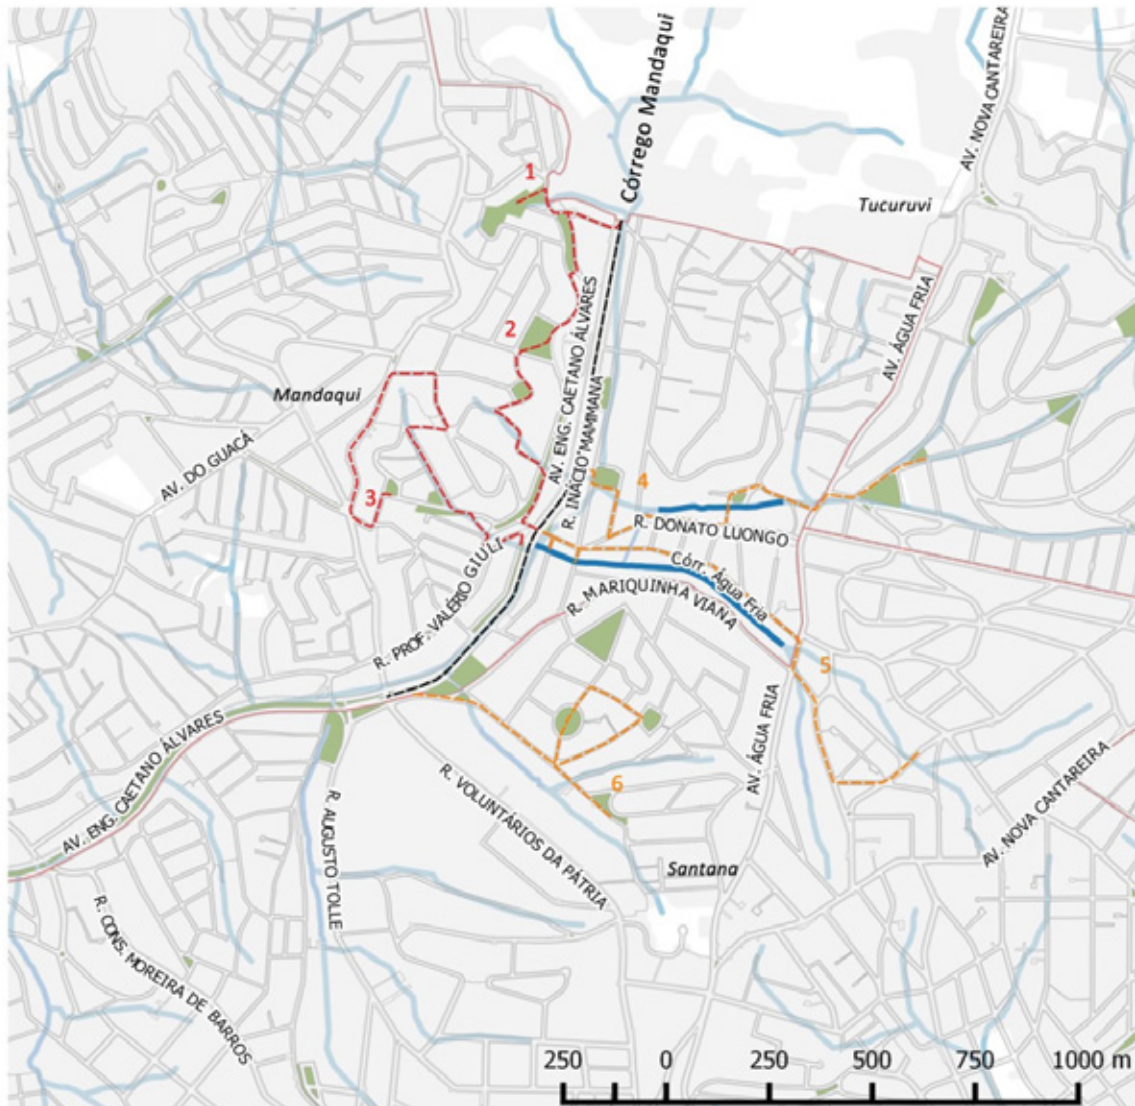 Córrego Mandaqui
AV. NOVA CANTAREIRA
1
Tucuruvi
AV. ÁGUA FRIA
AV. ENG. CAETANO ÁLVARES
2
R. INÁCIO MAMMANA
Mandaqui
AV. DO GUACÁ
3
4
R. DONATO LUONGO
Córr. Água Fria
R. PROF. VALÉRIO GIULI
R. MARIQUINHA VIANA
5
AV. ÁGUA FRIA
AV. ENG. CAETANO ÁLVARES
6
R. VOLUNTÁRIOS DA PÁTRIA
AV. NOVA CANTAREIRA
R. AUGUSTO TOLLE
Santana
R. CONS. MOREIRA DE BARROS
250 0 250 500 750 1000 m